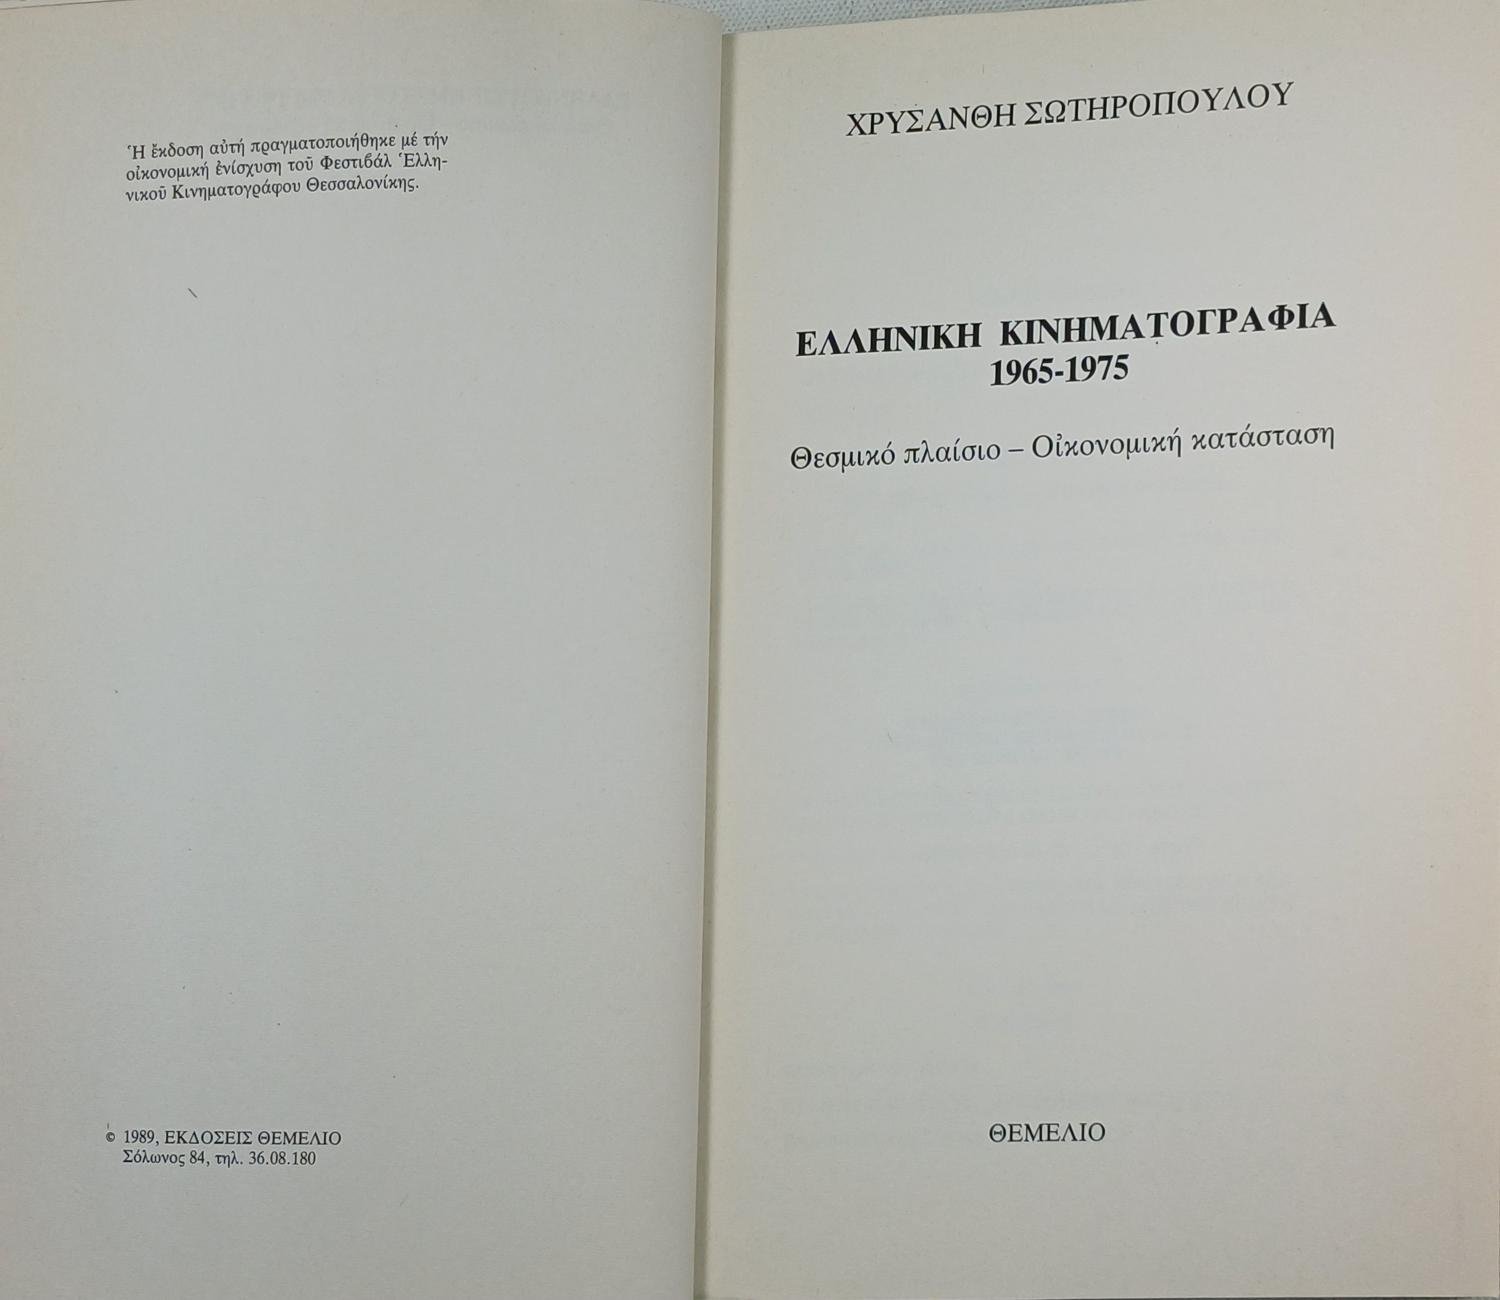 Ἡ ἔκδοση αὐτή πραγματοποιήθηκε μέ τήν
οἰκονομική ἐνίσχυση τοῦ Φεστιβάλ Ἑλλη-
νικοῦ Κινηματογράφου Θεσσαλονίκης.
© 1989, ΕΚΔΟΣΕΙΣ ΘΕΜΕΛΙΟ
Σόλωνος 84, τηλ. 36.08.180
ΧΡΥΣΑΝΘΗ ΣΩΤΗΡΟΠΟΥΛΟΥ
ΕΛΛΗΝΙΚΗ ΚΙΝΗΜΑΤΟΓΡΑΦΙΑ
1965-1975
Θεσμικό πλαίσιο – Οἰκονομική κατάσταση
ΘΕΜΕΛΙΟ